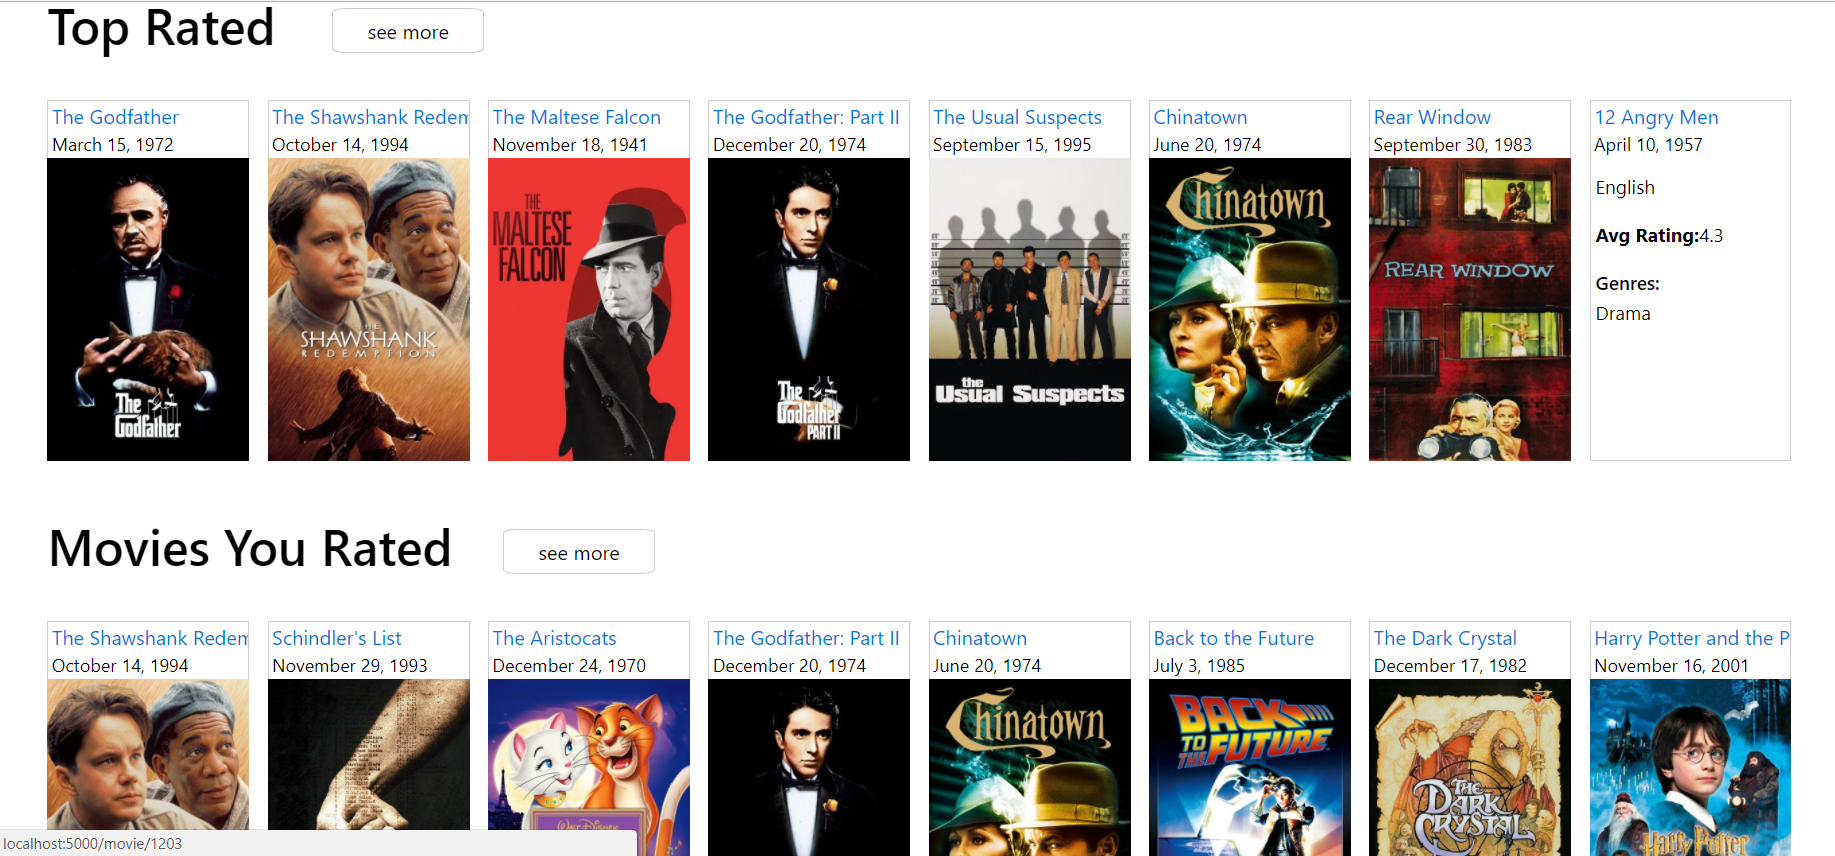 Top Rated
see more
The Godfather
March 15, 1972
The Godfather
The Shawshank Redem
October 14, 1994
THE
SHAWSHANK
REDEMPTION
The Maltese Falcon
November 18, 1941
THE
MALTESE
FALCON
The Godfather: Part II
December 20, 1974
The Godfather
PART II
The Usual Suspects
September 15, 1995
the
Usual Suspects
Chinatown
June 20, 1974
Chinatown
Rear Window
September 30, 1983
REAR WINDOW
12 Angry Men
April 10, 1957
English
Avg Rating:4.3
Genres:
Drama
Movies You Rated
see more
The Shawshank Redem
October 14, 1994
Schindler's List
November 29, 1993
The Aristocats
December 24, 1970
WALT DISNEY
The Godfather: Part II
December 20, 1974
Chinatown
June 20, 1974
Chinatown
Back to the Future
July 3, 1985
BACK
TO THE
FUTURE
The Dark Crystal
December 17, 1982
THE
DARK
CRYSTAL
Harry Potter and the P
November 16, 2001
Harry Potter
localhost:5000/movie/1203